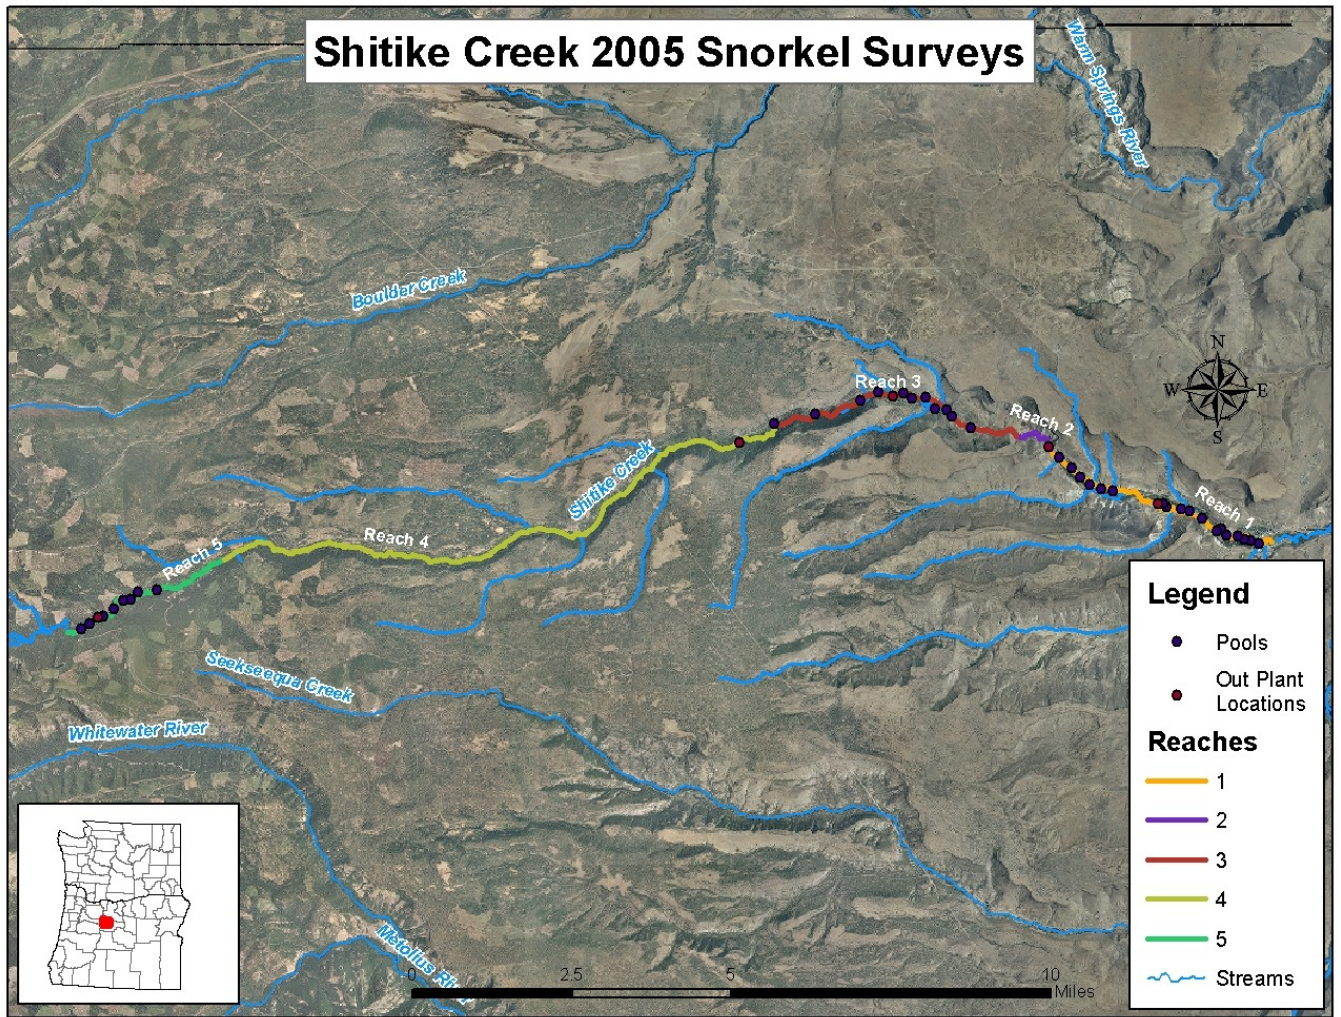 Shitike Creek 2005 Snorkel Surveys
Warm Springs River
Boulder Creek
N
W E
S
Reach 3
Reach 2
Shitike Creek
Reach 1
Reach 4
Reach 5
Seekseequa Creek
Whitewater River
Metolius River
0 2.5 5 10
Miles
Legend
Pools
Out Plant
Locations
Reaches
1
2
3
4
5
Streams